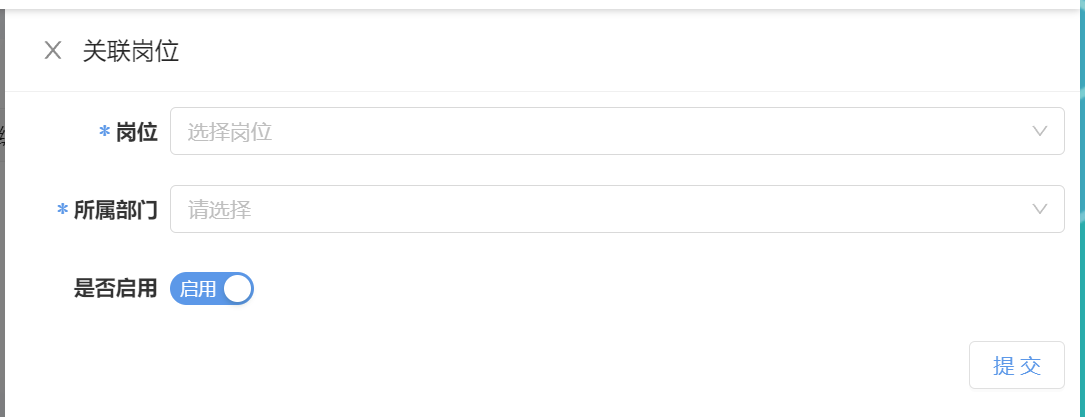 关联岗位
* 岗位 选择岗位
* 所属部门 请选择
是否启用 启用
提 交